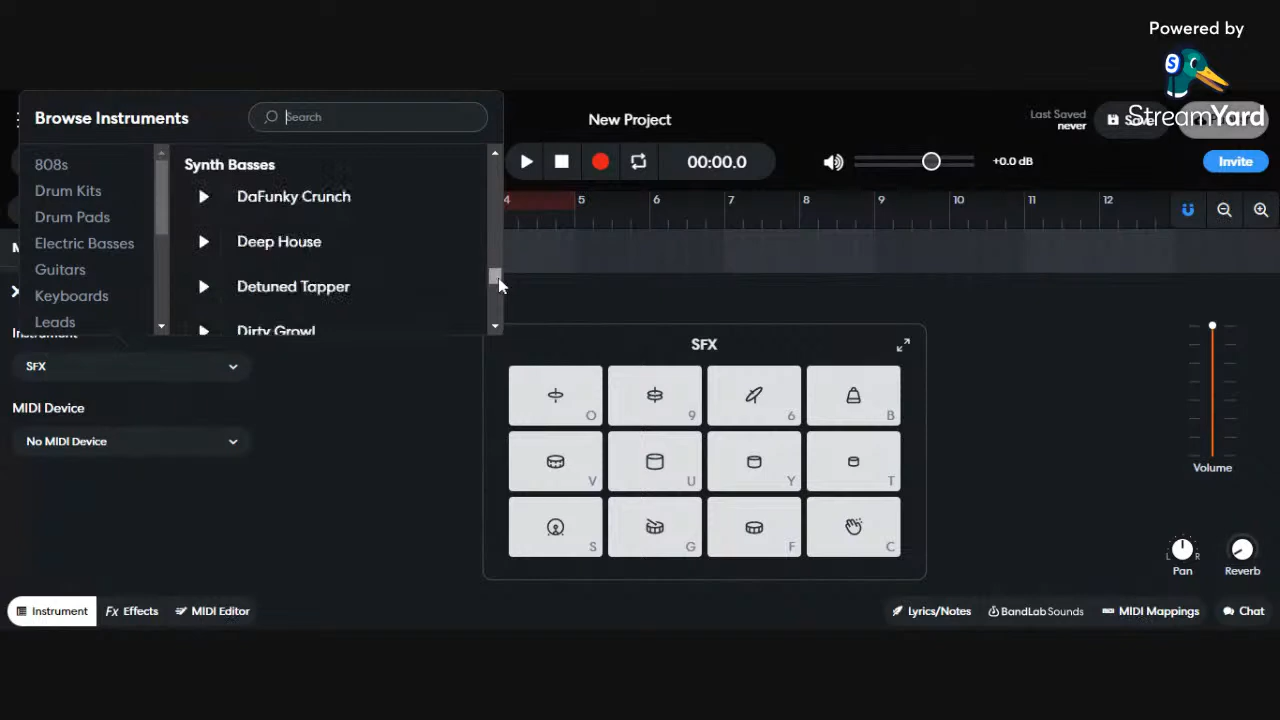 Powered by
StreamYard
Browse Instruments
Search
808s
Drum Kits
Drum Pads
Electric Basses
Guitars
Keyboards
Leads
Synth Basses
DaFunky Crunch
Deep House
Detuned Tapper
Dirty Growl
New Project
Last Saved
never
Save
00:00.0
+0.0 dB
Invite
4
5
6
7
8
9
10
11
12
M
Instrument
SFX
MIDI Device
No MIDI Device
SFX
O
9
6
B
V
U
Y
T
S
G
F
C
Volume
L
R
Pan
Reverb
Instrument
Fx Effects
MIDI Editor
Lyrics/Notes
BandLab Sounds
MIDI Mappings
Chat